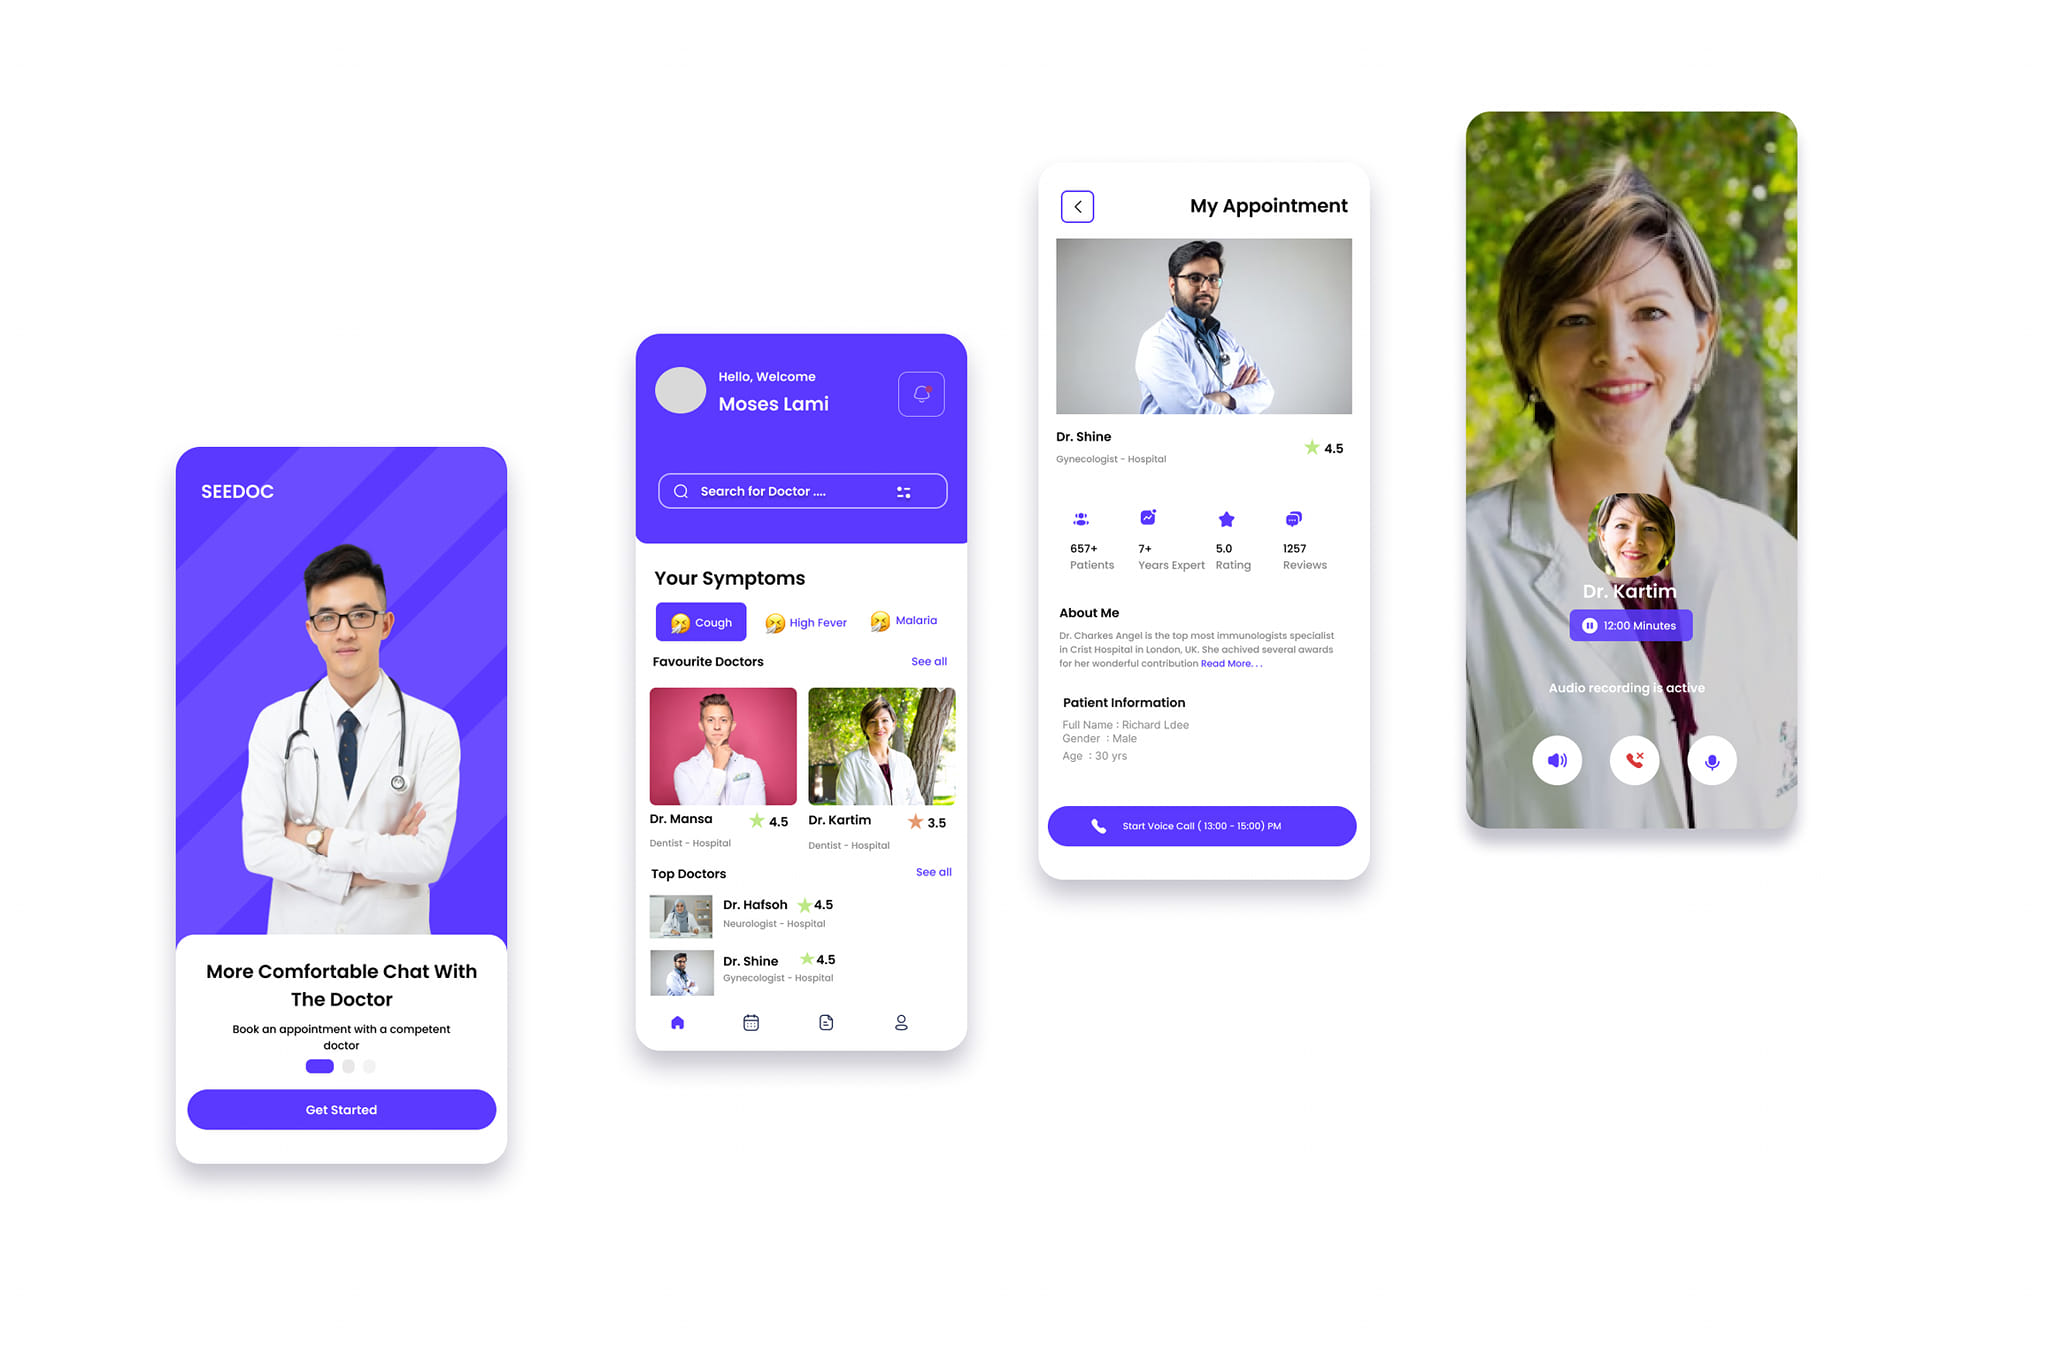 SEEDOC
More Comfortable Chat With
The Doctor
Book an appointment with a competent
doctor
Get Started
Hello, Welcome
Moses Lami
Search for Doctor ....
Your Symptoms
Cough
High Fever
Malaria
Favourite Doctors
See all
Dr. Mansa
4.5
Dentist - Hospital
Dr. Kartim
3.5
Dentist - Hospital
Top Doctors
See all
Dr. Hafsoh
4.5
Neurologist - Hospital
Dr. Shine
4.5
Gynecologist - Hospital
My Appointment
Dr. Shine
4.5
Gynecologist - Hospital
657+
Patients
7+
Years Expert
5.0
Rating
1257
Reviews
About Me
Dr. Charkes Angel is the top most immunologists specialist
in Crist Hospital in London, UK. She achived several awards
for her wonderful contribution Read More. . .
Patient Information
Full Name : Richard Ldee
Gender : Male
Age : 30 yrs
Start Voice Call ( 13:00 - 15:00) PM
Dr. Kartim
12:00 Minutes
Audio recording is active